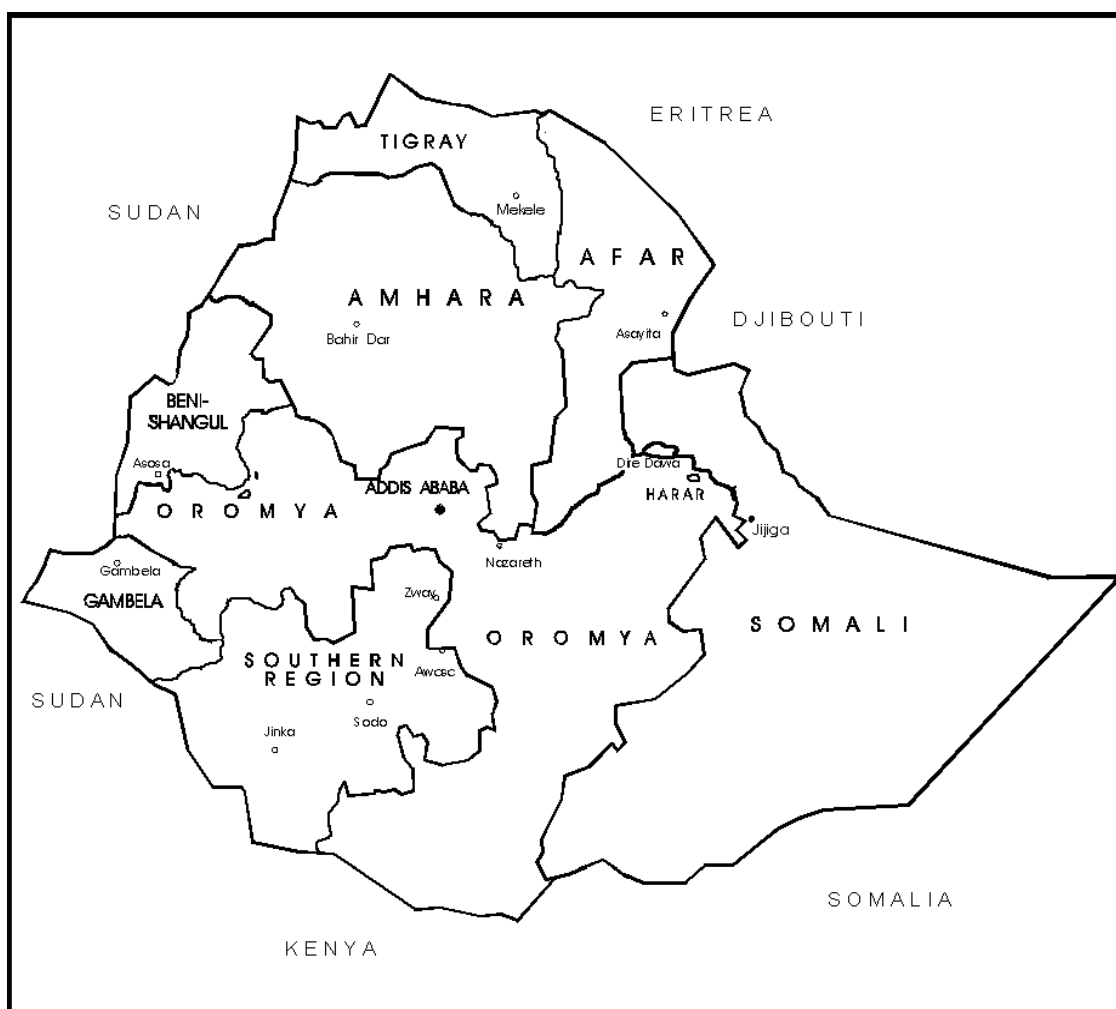 ERITREA
TIGRAY
Mekele
SUDAN
AFAR
AMHARA
Bahir Dar
Asayita
DJIBOUTI
BENI-
SHANGUL
Asosa
Dire Dawa
ADDIS ABABA
HARAR
OROMYA
Jijiga
Nazareth
Gambela
GAMBELA
Zway
OROMYA
SOMALI
SOUTHERN
REGION
Awasa
SUDAN
Sodo
Jinka
SOMALIA
KENYA